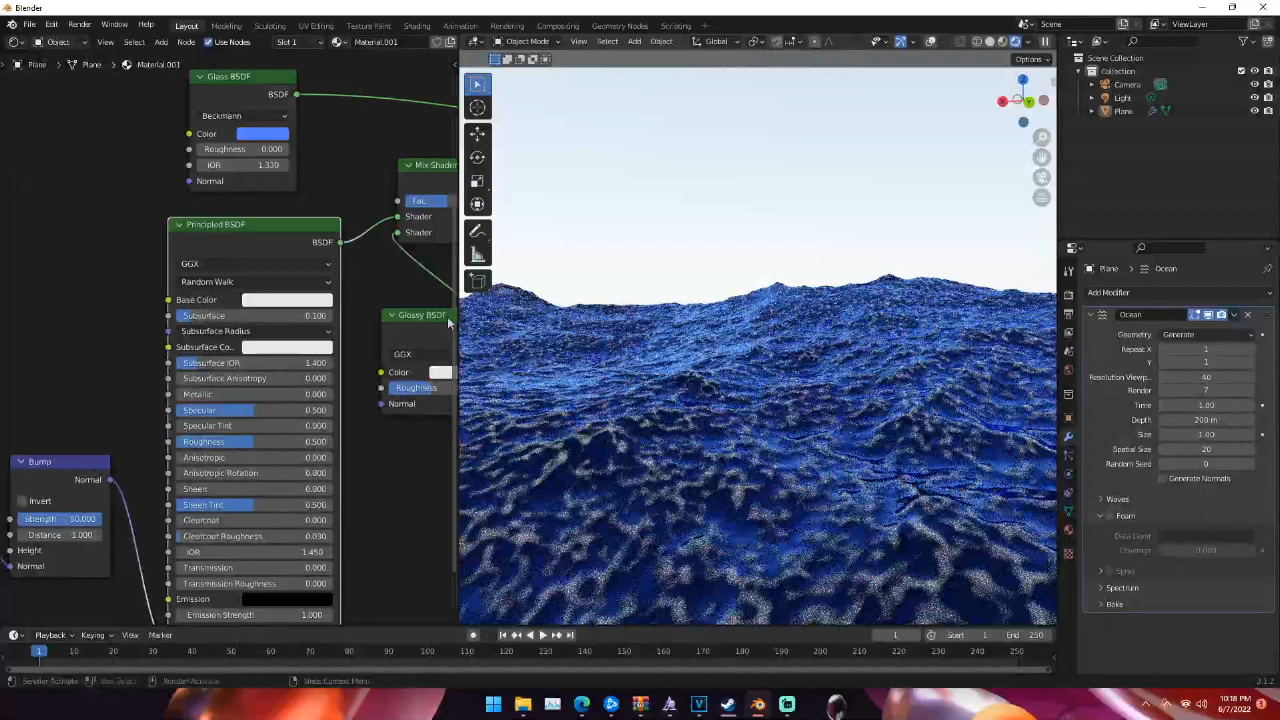 Blender
File Edit Render Window Help
Layout Modeling Sculpting UV Editing Texture Paint Shading Animation Rendering Compositing Geometry Nodes Scripting +
Scene
ViewLayer
Object View Select Add Node Use Nodes Slot 1 Material.001
Object Mode View Select Add Object Global
Options
Plane Plane Material.001
Glass BSDF
BSDF
Beckmann
Color
Roughness 0.000
IOR 1.330
Normal
Mix Shader
Fac
Shader
Shader
Principled BSDF
BSDF
GGX
Random Walk
Base Color
Subsurface 0.100
Subsurface Radius
Subsurface Co..
Subsurface IOR 1.400
Subsurface Anisotropy 0.000
Metallic 0.000
Specular 0.500
Specular Tint 0.000
Roughness 0.500
Anisotropic 0.000
Anisotropic Rotation 0.000
Sheen 0.000
Sheen Tint 0.500
Clearcoat 0.000
Clearcoat Roughness 0.030
IOR 1.450
Transmission 0.000
Transmission Roughness 0.000
Emission
Emission Strength 1.000
Glossy BSDF
GGX
Color
Roughness
Normal
Bump
Normal
Invert
Strength 50.000
Distance 1.000
Height
Normal
Z
X
Y
Scene Collection
Collection
Camera
Light
Plane
Plane Ocean
Add Modifier
Ocean
Geometry Generate
Repeat X 1
Y 1
Resolution Viewp.. 40
Render 7
Time 1.00
Depth 200 m
Size 1.00
Spatial Size 20
Random Seed 0
Generate Normals
Waves
Foam
Data Layer
Coverage 0.000
Spray
Spectrum
Bake
Playback Keying View Marker
1 Start 1 End 250
1 10 20 30 40 50 60 70 80 90 100 110 120 130 140 150 160 170 180 190 200 210 220 230 240 250
Node Context Menu
3.1.2
10:18 PM
6/7/2022